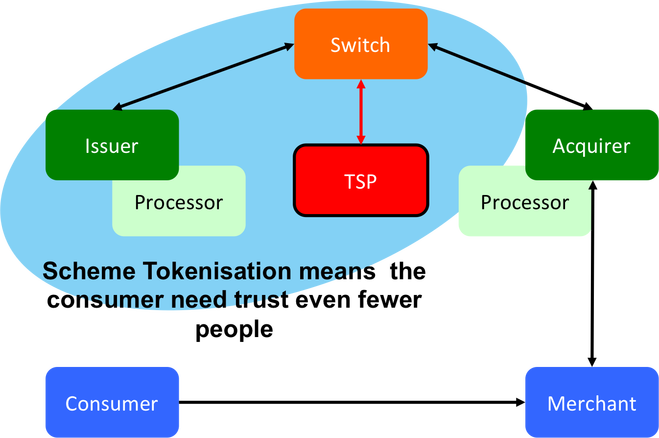 Switch
Issuer
TSP
Acquirer
Processor
Processor
Scheme Tokenisation means the
consumer need trust even fewer
people
Consumer
Merchant